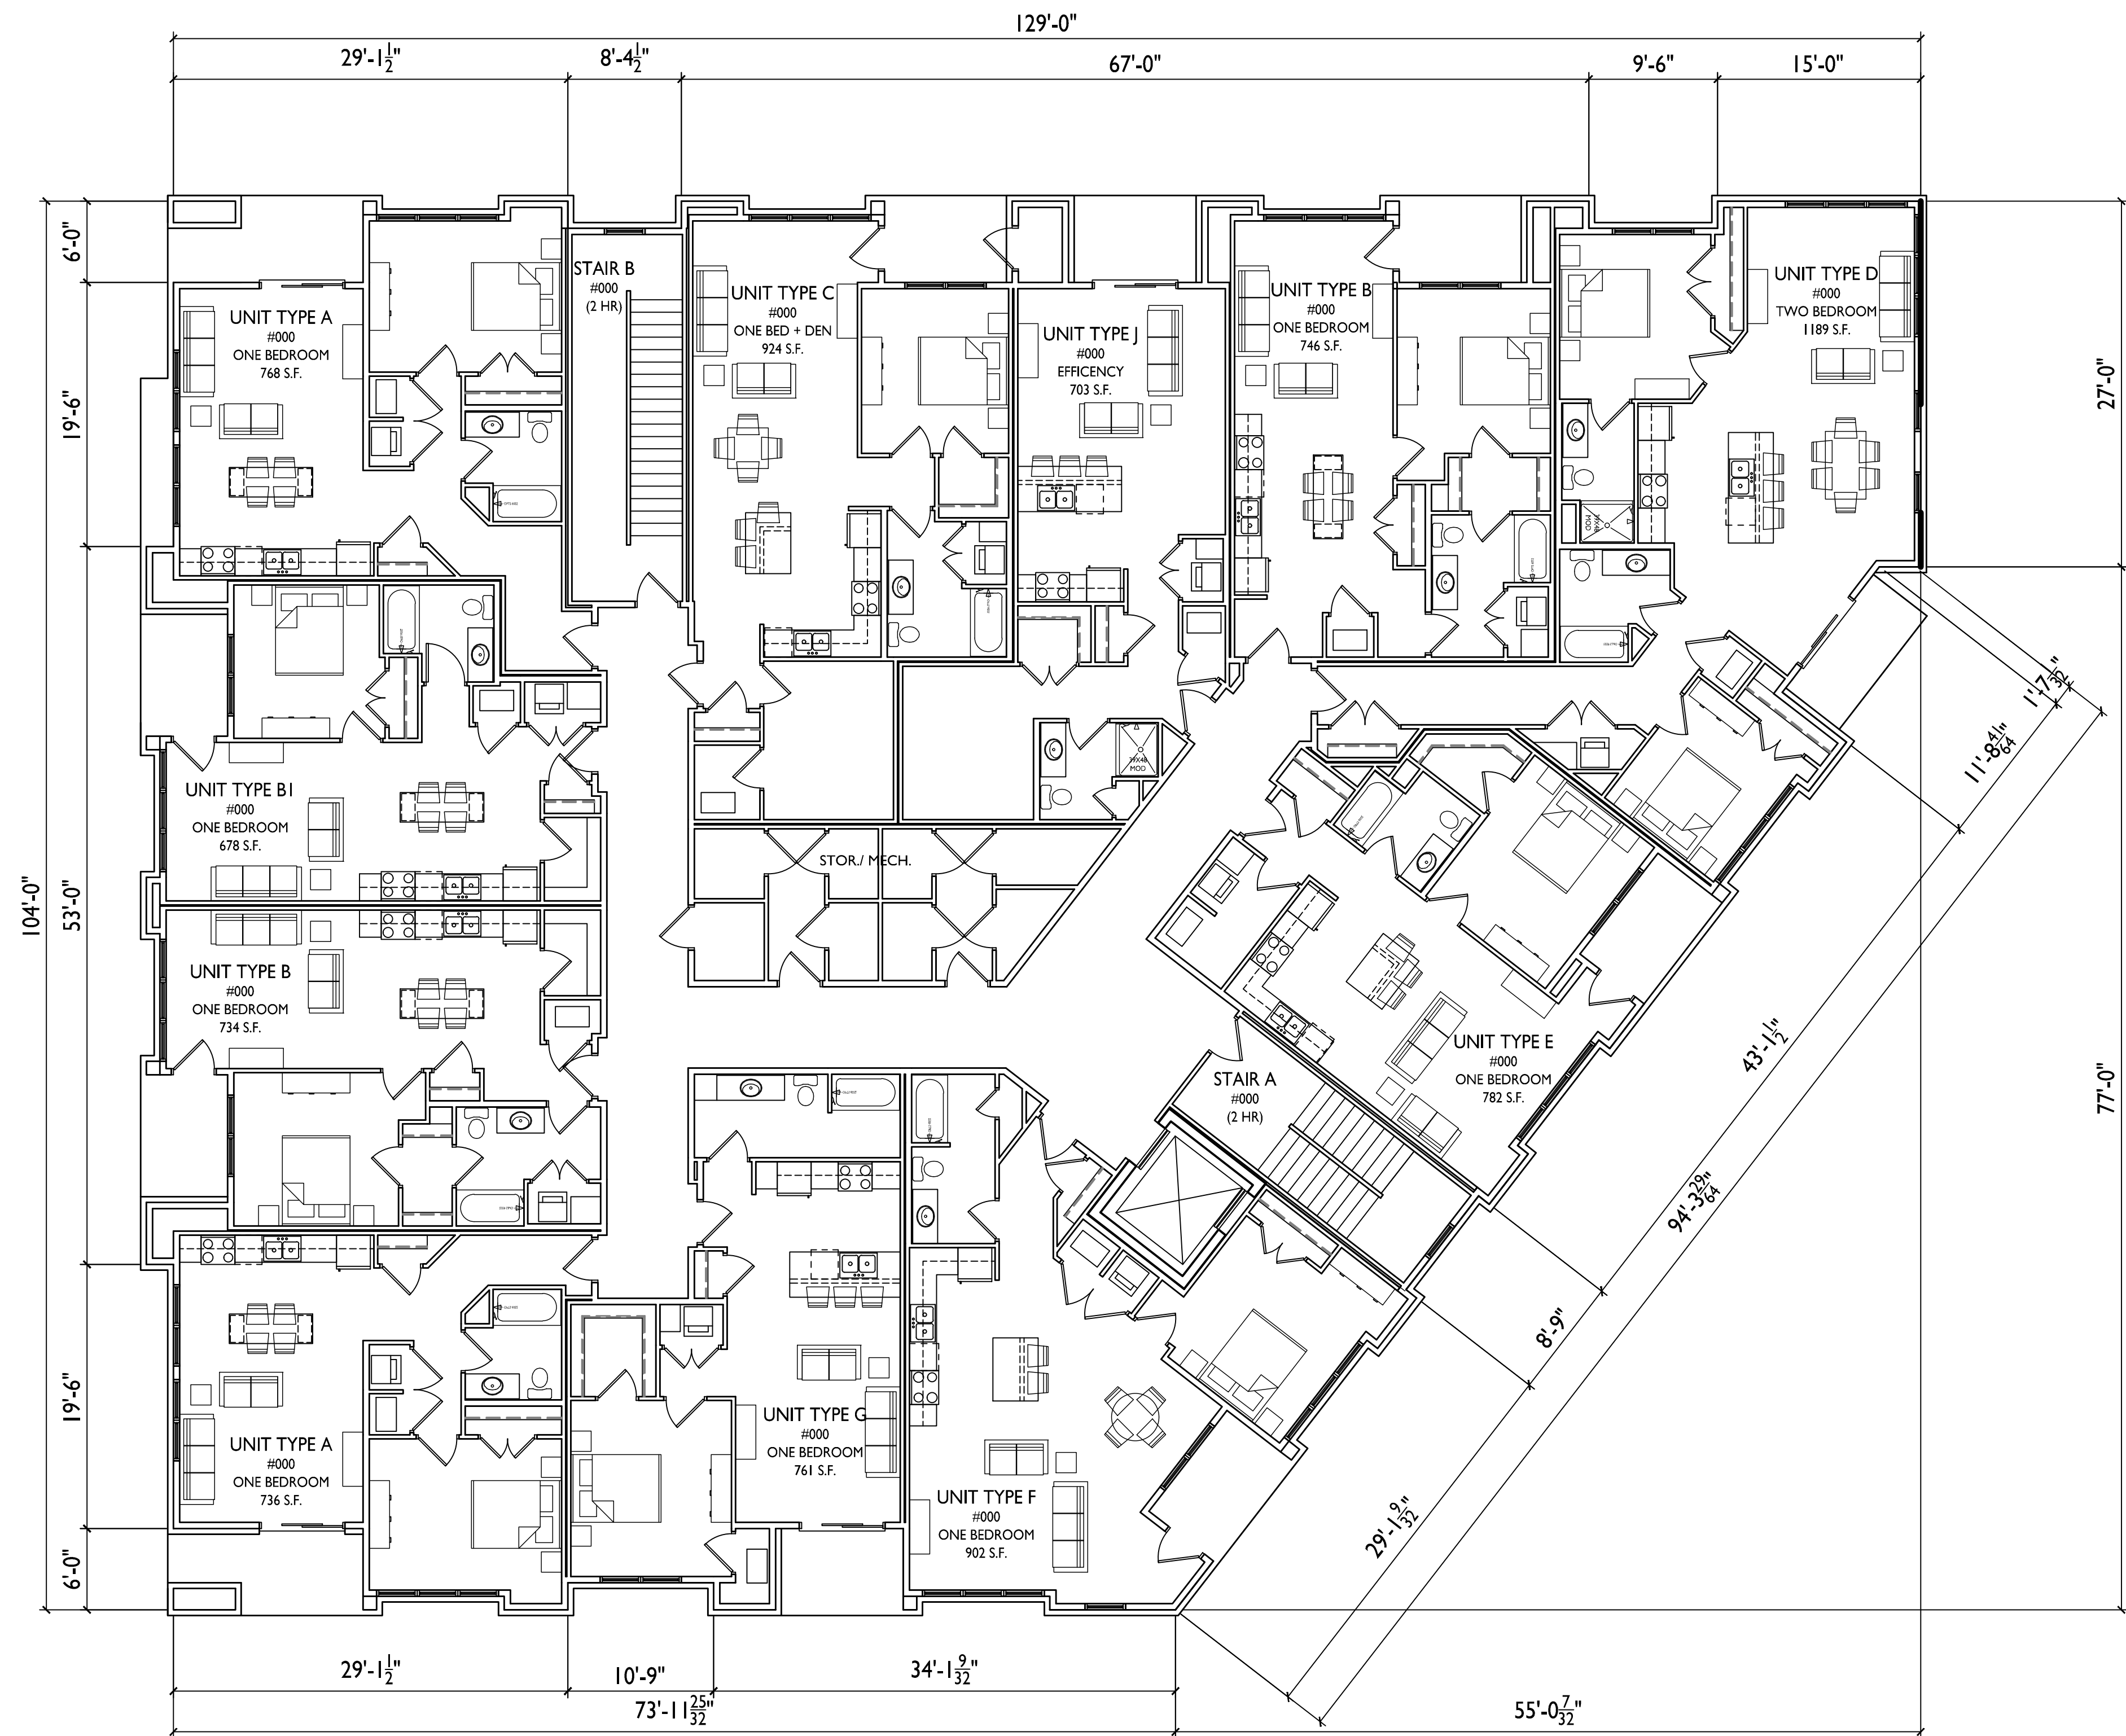 129'-0"
29'-1 1/2"
8'-4 1/2"
67'-0"
9'-6"
15'-0"
6'-0"
19'-6"
53'-0"
104'-0"
19'-6"
6'-0"
27'-0"
77'-0"
UNIT TYPE A
#000
ONE BEDROOM
768 S.F.
STAIR B
#000
(2 HR)
UNIT TYPE C
#000
ONE BED + DEN
924 S.F.
UNIT TYPE J
#000
EFFICENCY
703 S.F.
UNIT TYPE B
#000
ONE BEDROOM
746 S.F.
UNIT TYPE D
#000
TWO BEDROOM
1189 S.F.
39X48
MOD
UNIT TYPE B1
#000
ONE BEDROOM
678 S.F.
39X48
MOD
STOR./ MECH.
UNIT TYPE B
#000
ONE BEDROOM
734 S.F.
UNIT TYPE E
#000
ONE BEDROOM
782 S.F.
STAIR A
#000
(2 HR)
UNIT TYPE A
#000
ONE BEDROOM
736 S.F.
UNIT TYPE G
#000
ONE BEDROOM
761 S.F.
UNIT TYPE F
#000
ONE BEDROOM
902 S.F.
1'-7 7/32"
11'-8 41/64"
43'-1 1/2"
94'-3 29/64"
8'-9"
29'-1 9/32"
29'-1 1/2"
10'-9"
34'-1 9/32"
73'-11 25/32"
55'-0 7/32"